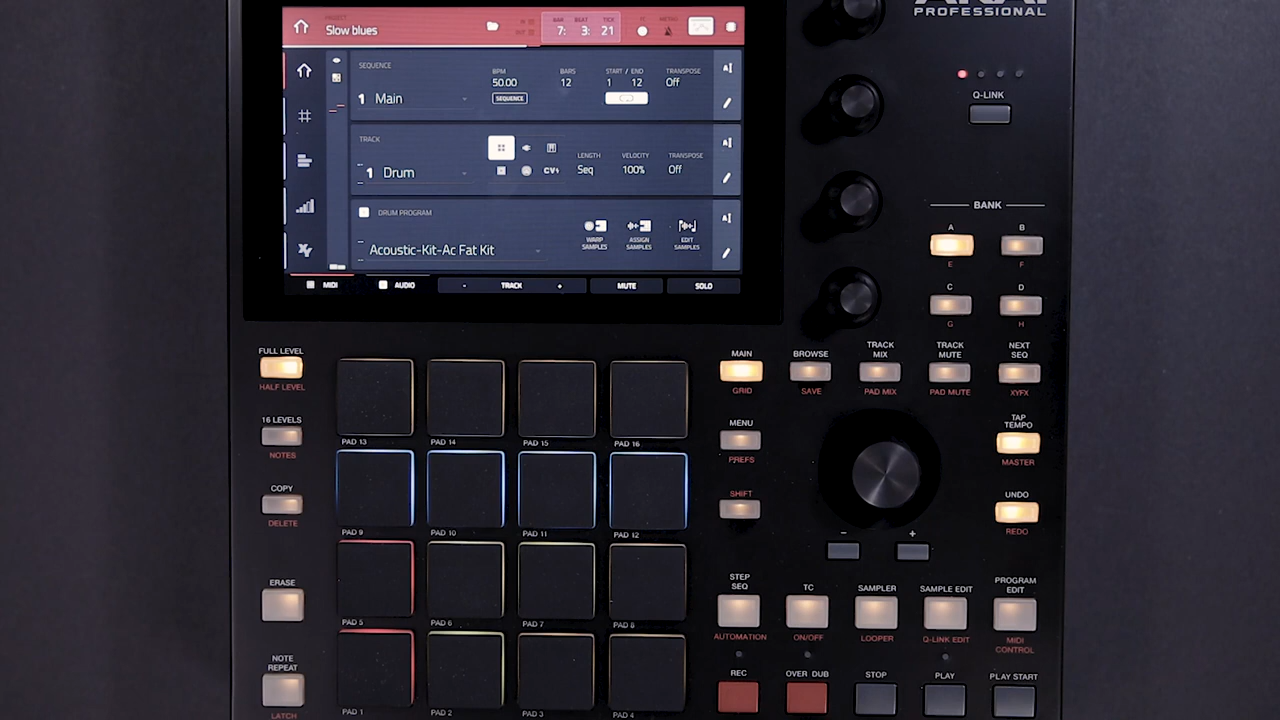 AKAI
PROFESSIONAL
PROJECT
Slow blues
BAR BEAT TICK
7: 3: 21
TC METRO
SEQUENCE
1 Main
BPM
50.00
SEQUENCE
BARS
12
START / END
1 12
TRANSPOSE
Off
TRACK
1 Drum
CV
LENGTH
Seq
VELOCITY
100%
TRANSPOSE
Off
DRUM PROGRAM
Acoustic-Kit-Ac Fat Kit
WARP
SAMPLES
ASSIGN
SAMPLES
EDIT
SAMPLES
MIDI AUDIO - TRACK + MUTE SOLO
Q-LINK
BANK
A B
E F
C D
G H
FULL LEVEL
HALF LEVEL
16 LEVELS
NOTES
COPY
DELETE
ERASE
NOTE
REPEAT
LATCH
PAD 13 PAD 14 PAD 15 PAD 16
PAD 9 PAD 10 PAD 11 PAD 12
PAD 5 PAD 6 PAD 7 PAD 8
PAD 1 PAD 2 PAD 3 PAD 4
MAIN
GRID
BROWSE
SAVE
TRACK
MIX
PAD MIX
TRACK
MUTE
PAD MUTE
NEXT
SEQ
XYFX
MENU
PREFS
SHIFT
TAP
TEMPO
MASTER
UNDO
REDO
- +
STEP
SEQ
AUTOMATION
TC
ON/OFF
SAMPLER
LOOPER
SAMPLE EDIT
Q-LINK EDIT
PROGRAM
EDIT
MIDI
CONTROL
REC OVER DUB STOP PLAY PLAY START